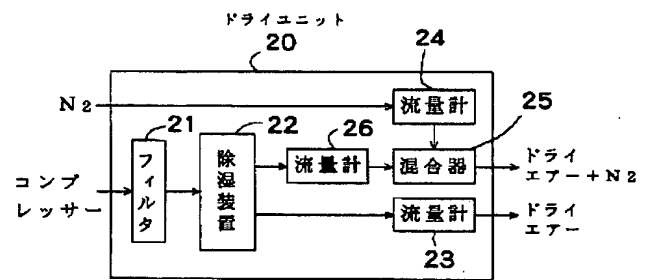 ドライユニット
20
24
N2
流量計
25
21
22
26
フィルタ
除湿装置
流量計
混合器
ドライ
エアー+N2
コンプ
レッサー
流量計
ドライ
エアー
23